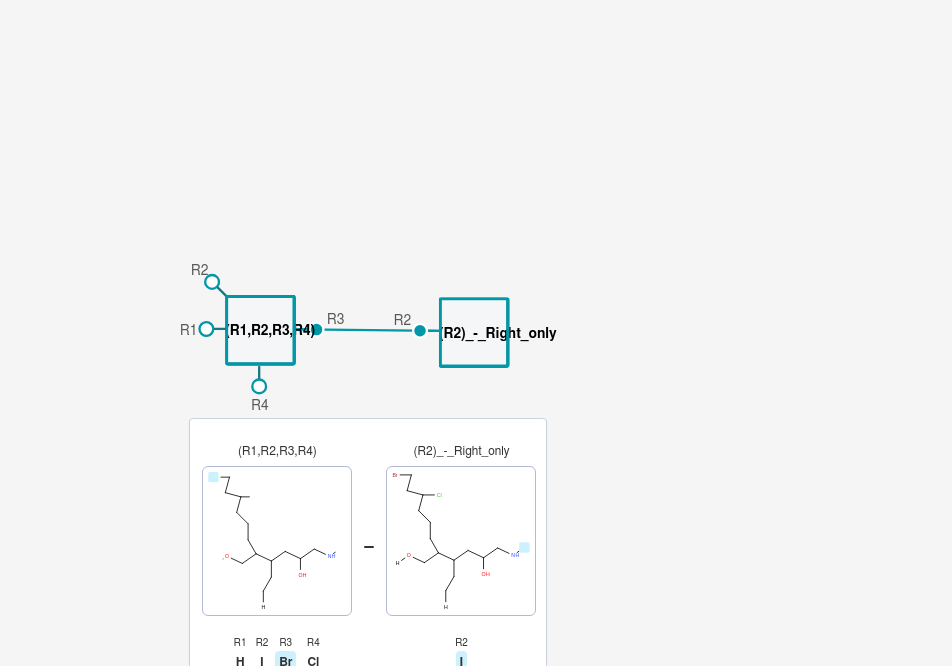 R2
R1
(R1,R2,R3,R4)
R3
R2
(R2)_-_Right_only
R4
(R1,R2,R3,R4)
(R2)_-_Right_only
O
NH
OH
H
Br
Cl
H
O
NH
OH
H
R1 R2 R3 R4
R2
H I Br Cl
I